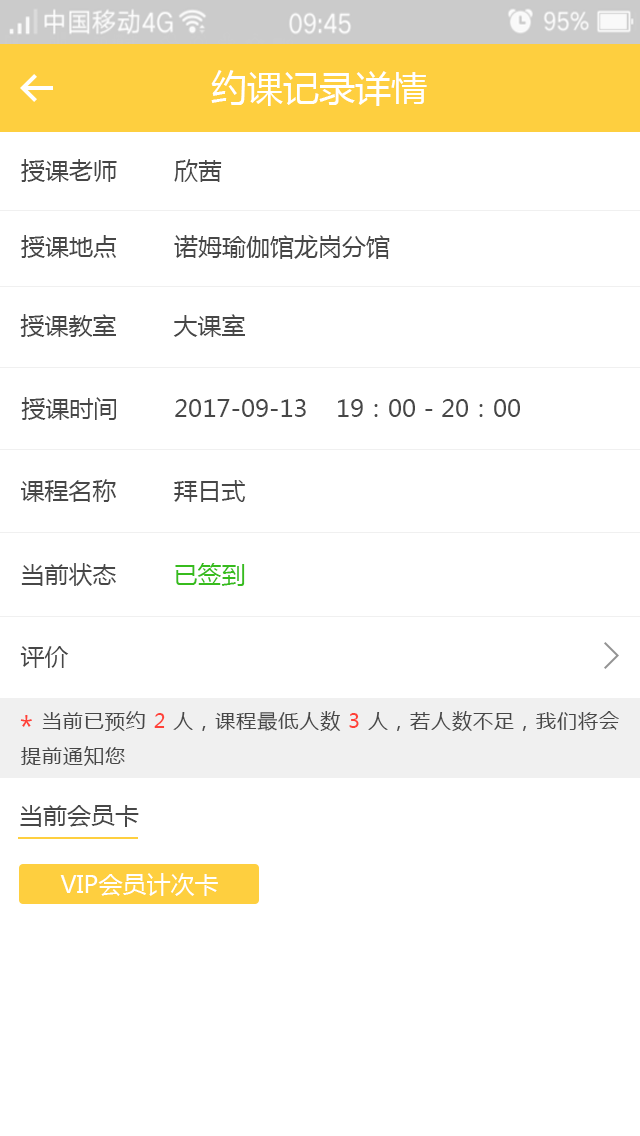 中国移动4G 09:45 95%
约课记录详情
授课老师 欣茜
授课地点 诺姆瑜伽馆龙岗分馆
授课教室 大课室
授课时间 2017-09-13 19：00 - 20：00
课程名称 拜日式
当前状态 已签到
评价
* 当前已预约 2 人，课程最低人数 3 人，若人数不足，我们将会
提前通知您
当前会员卡
VIP会员计次卡